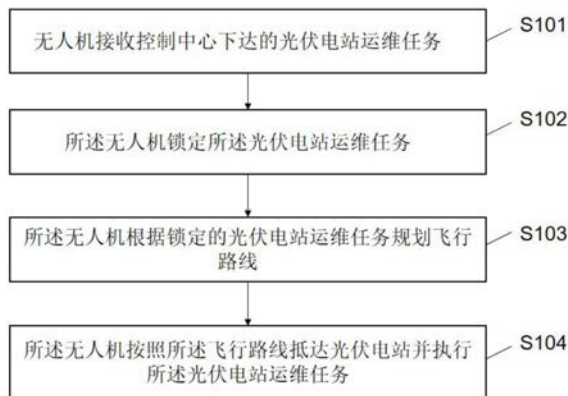 无人机接收控制中心下达的光伏电站运维任务
S101
所述无人机锁定所述光伏电站运维任务
S102
所述无人机根据锁定的光伏电站运维任务规划飞行
路线
S103
所述无人机按照所述飞行路线抵达光伏电站并执行
所述光伏电站运维任务
S104